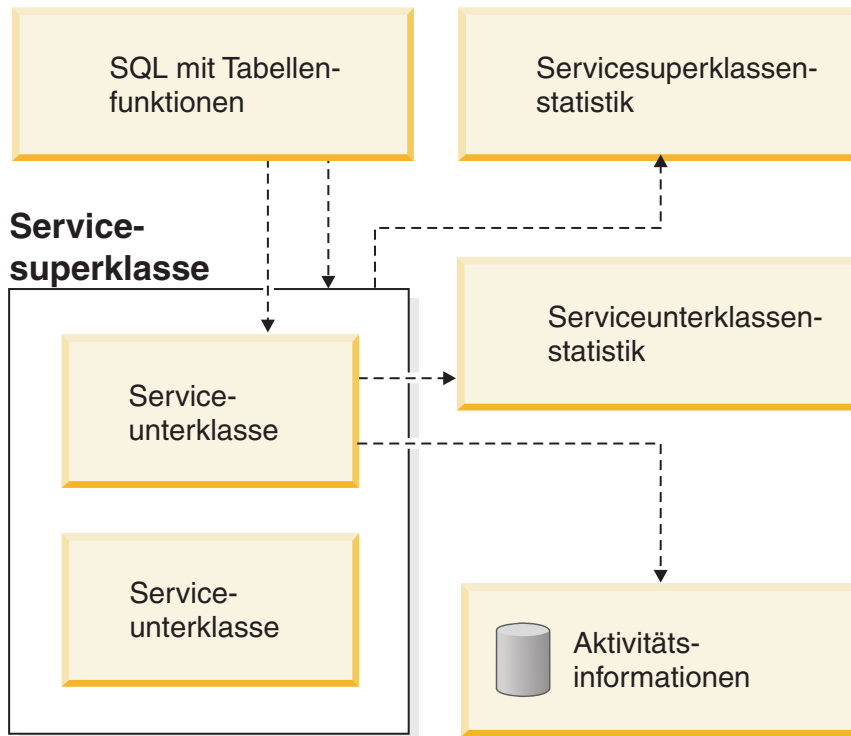 SQL mit Tabellen-
funktionen
Servicesuperklassen-
statistik
Service-
superklasse
Serviceunterklassen-
statistik
Service-
unterklasse
Service-
unterklasse
Aktivitäts-
informationen